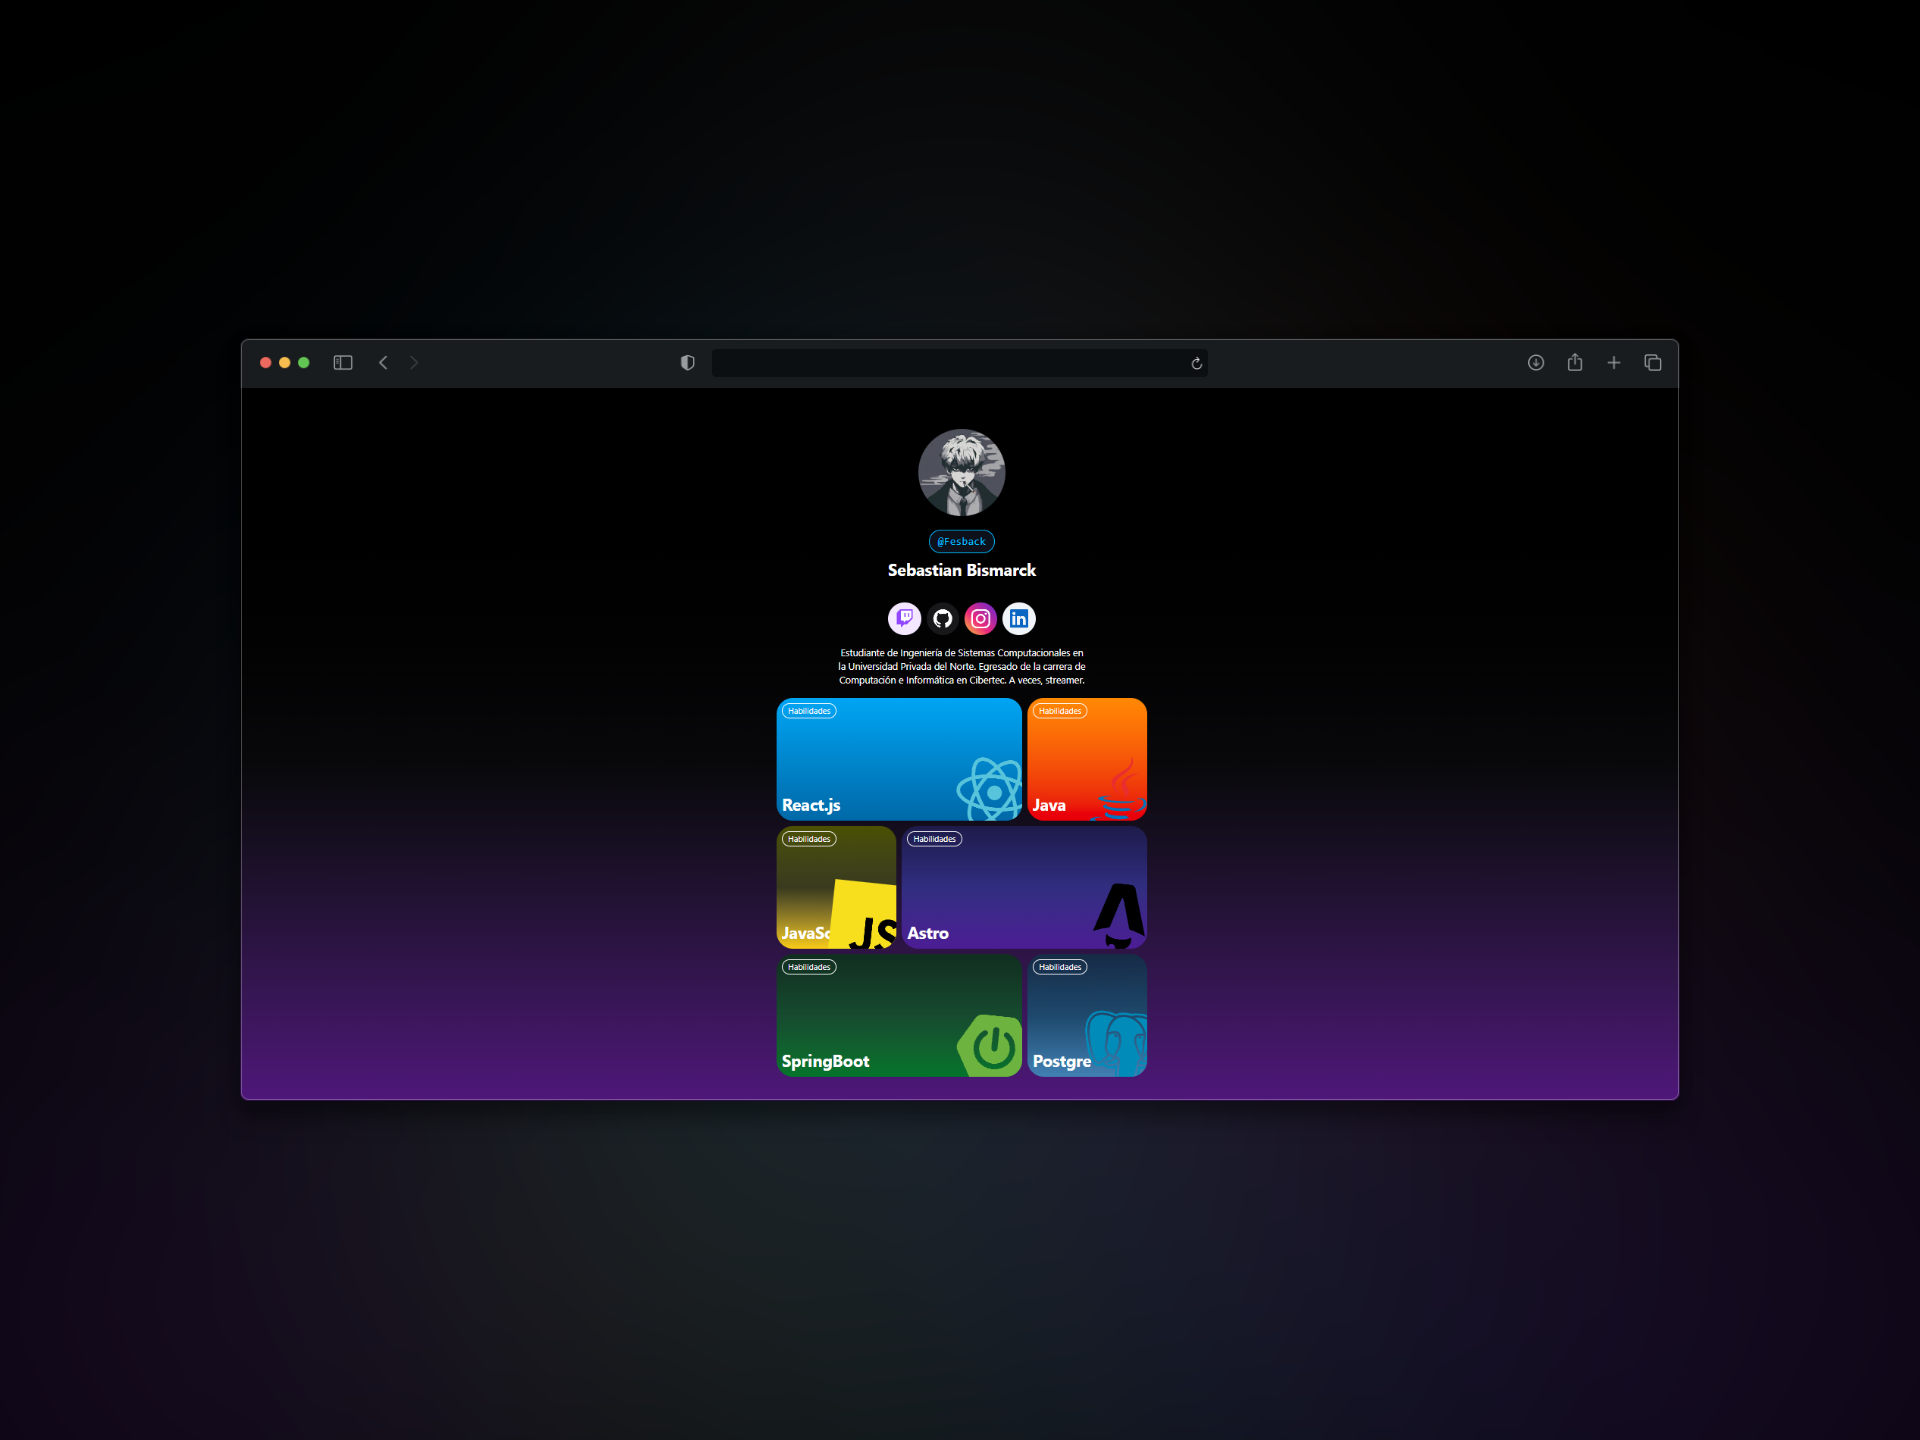 @Fesback
Sebastian Bismarck
in
Estudiante de Ingeniería de Sistemas Computacionales en
la Universidad Privada del Norte. Egresado de la carrera de
Computación e Informática en Cibertec. A veces, streamer.
Habilidades
React.js
Habilidades
Java
Habilidades
JavaSc
JS
Habilidades
Astro
Habilidades
SpringBoot
Habilidades
Postgre